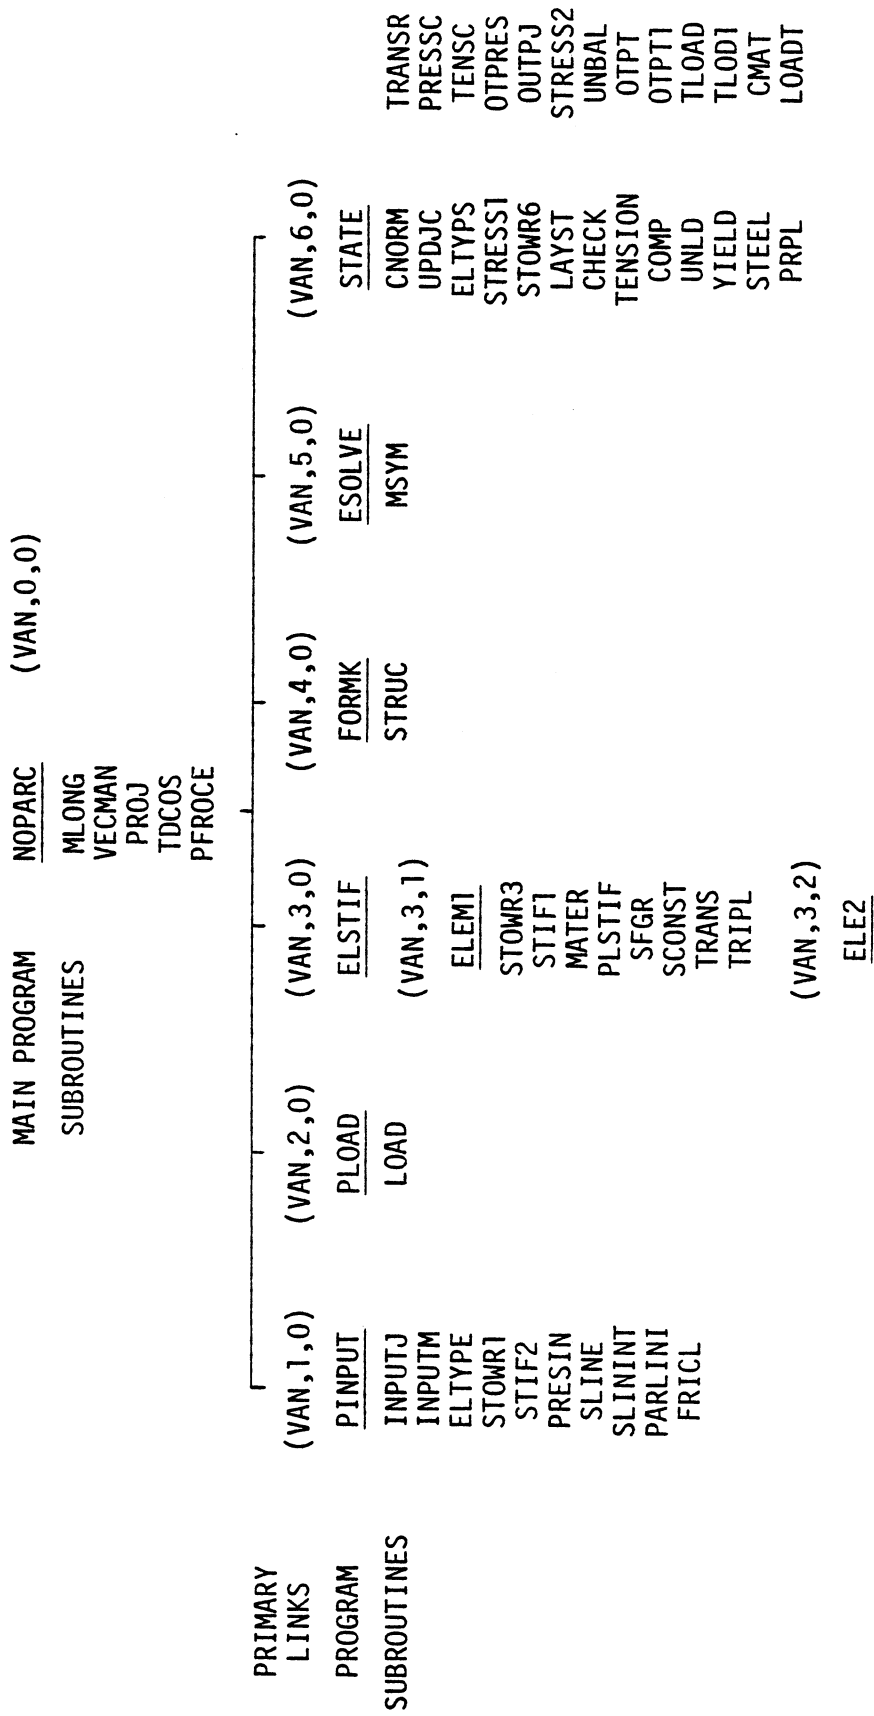 MAIN PROGRAM NOPARC (VAN,0,0)
SUBROUTINES MLONG
VECMAN
PROJ
TDCOS
PFROCE
PRIMARY
LINKS
(VAN,1,0) (VAN,2,0) (VAN,3,0) (VAN,4,0) (VAN,5,0) (VAN,6,0)
PROGRAM PINPUT PLOAD ELSTIF FORMK ESOLVE STATE
SUBROUTINES
INPUTJ
INPUTM
ELTYPE
STOWR1
STIF2
PRESIN
SLINE
SLININT
PARLINI
FRICL
LOAD
(VAN,3,1)
ELEM1
STOWR3
STIF1
MATER
PLSTIF
SFGR
SCONST
TRANS
TRIPL
(VAN,3,2)
ELE2
STRUC
MSYM
CNORM
UPDJC
ELTYPS
STRESS1
STOWR6
LAYST
CHECK
TENSION
COMP
UNLD
YIELD
STEEL
PRPL
TRANSR
PRESSC
TENSC
OTPRES
OUTPJ
STRESS2
UNBAL
OTPT
OTPT1
TLOAD
TLOD1
CMAT
LOADT